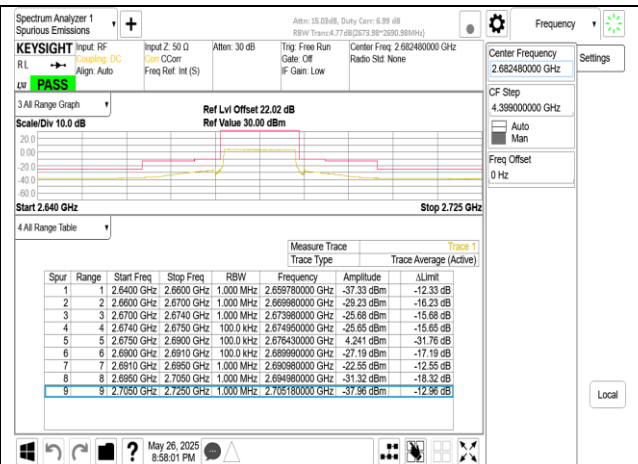 Spectrum Analyzer 1
Spurious Emissions
Attn: 15.03dB, Duty Corr: 6.99 dB
RBW Trans:4.77dB(2673.98~2690.98MHz)
Frequency
KEYSIGHT
Input: RF
Input Z: 50 Ω
Atten: 30 dB
Trig: Free Run
Center Freq: 2.682480000 GHz
RL
Coupling: DC
Corr CCorr
Gate: Off
Radio Std: None
Align: Auto
Freq Ref: Int (S)
IF Gain: Low
LXI
PASS
Center Frequency
2.682480000 GHz
Settings
CF Step
4.399000000 GHz
Auto
Man
Freq Offset
0 Hz
3 All Range Graph
Ref Lvl Offset 22.02 dB
Scale/Div 10.0 dB
Ref Value 30.00 dBm
20.0
0.00
-20.0
-40.0
-60.0
Start 2.640 GHz
Stop 2.725 GHz
4 All Range Table
Measure Trace Trace 1
Trace Type Trace Average (Active)
Spur Range Start Freq Stop Freq RBW Frequency Amplitude ΔLimit
1 1 2.6400 GHz 2.6600 GHz 1.000 MHz 2.659780000 GHz -37.33 dBm -12.33 dB
2 2 2.6600 GHz 2.6700 GHz 1.000 MHz 2.669980000 GHz -29.23 dBm -16.23 dB
3 3 2.6700 GHz 2.6740 GHz 1.000 MHz 2.673980000 GHz -25.68 dBm -15.68 dB
4 4 2.6740 GHz 2.6750 GHz 100.0 kHz 2.674950000 GHz -25.65 dBm -15.65 dB
5 5 2.6750 GHz 2.6900 GHz 100.0 kHz 2.676430000 GHz 4.241 dBm -31.76 dB
6 6 2.6900 GHz 2.6910 GHz 100.0 kHz 2.689990000 GHz -27.19 dBm -17.19 dB
7 7 2.6910 GHz 2.6950 GHz 1.000 MHz 2.690980000 GHz -22.55 dBm -12.55 dB
8 8 2.6950 GHz 2.7050 GHz 1.000 MHz 2.694980000 GHz -31.32 dBm -18.32 dB
9 9 2.7050 GHz 2.7250 GHz 1.000 MHz 2.705180000 GHz -37.96 dBm -12.96 dB
Local
?
May 26, 2025
8:58:01 PM